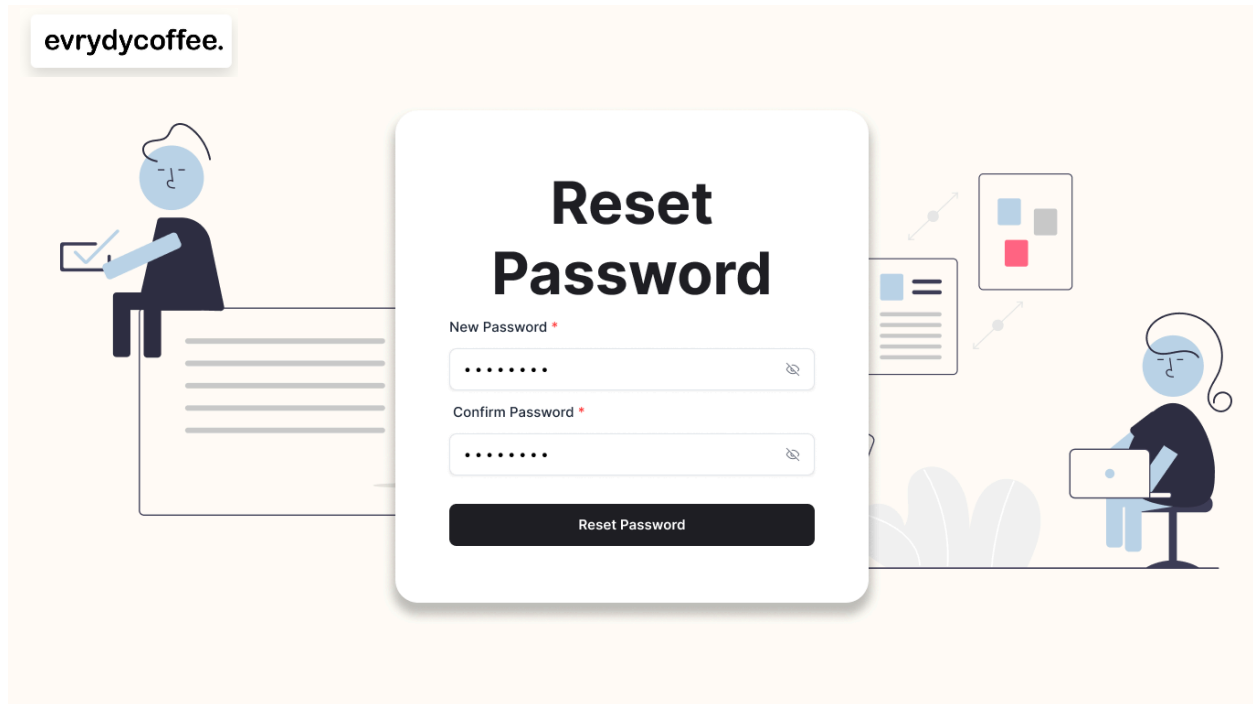 evrydycoffee.
Reset
Password
New Password *
••••••••
Confirm Password *
••••••••
Reset Password